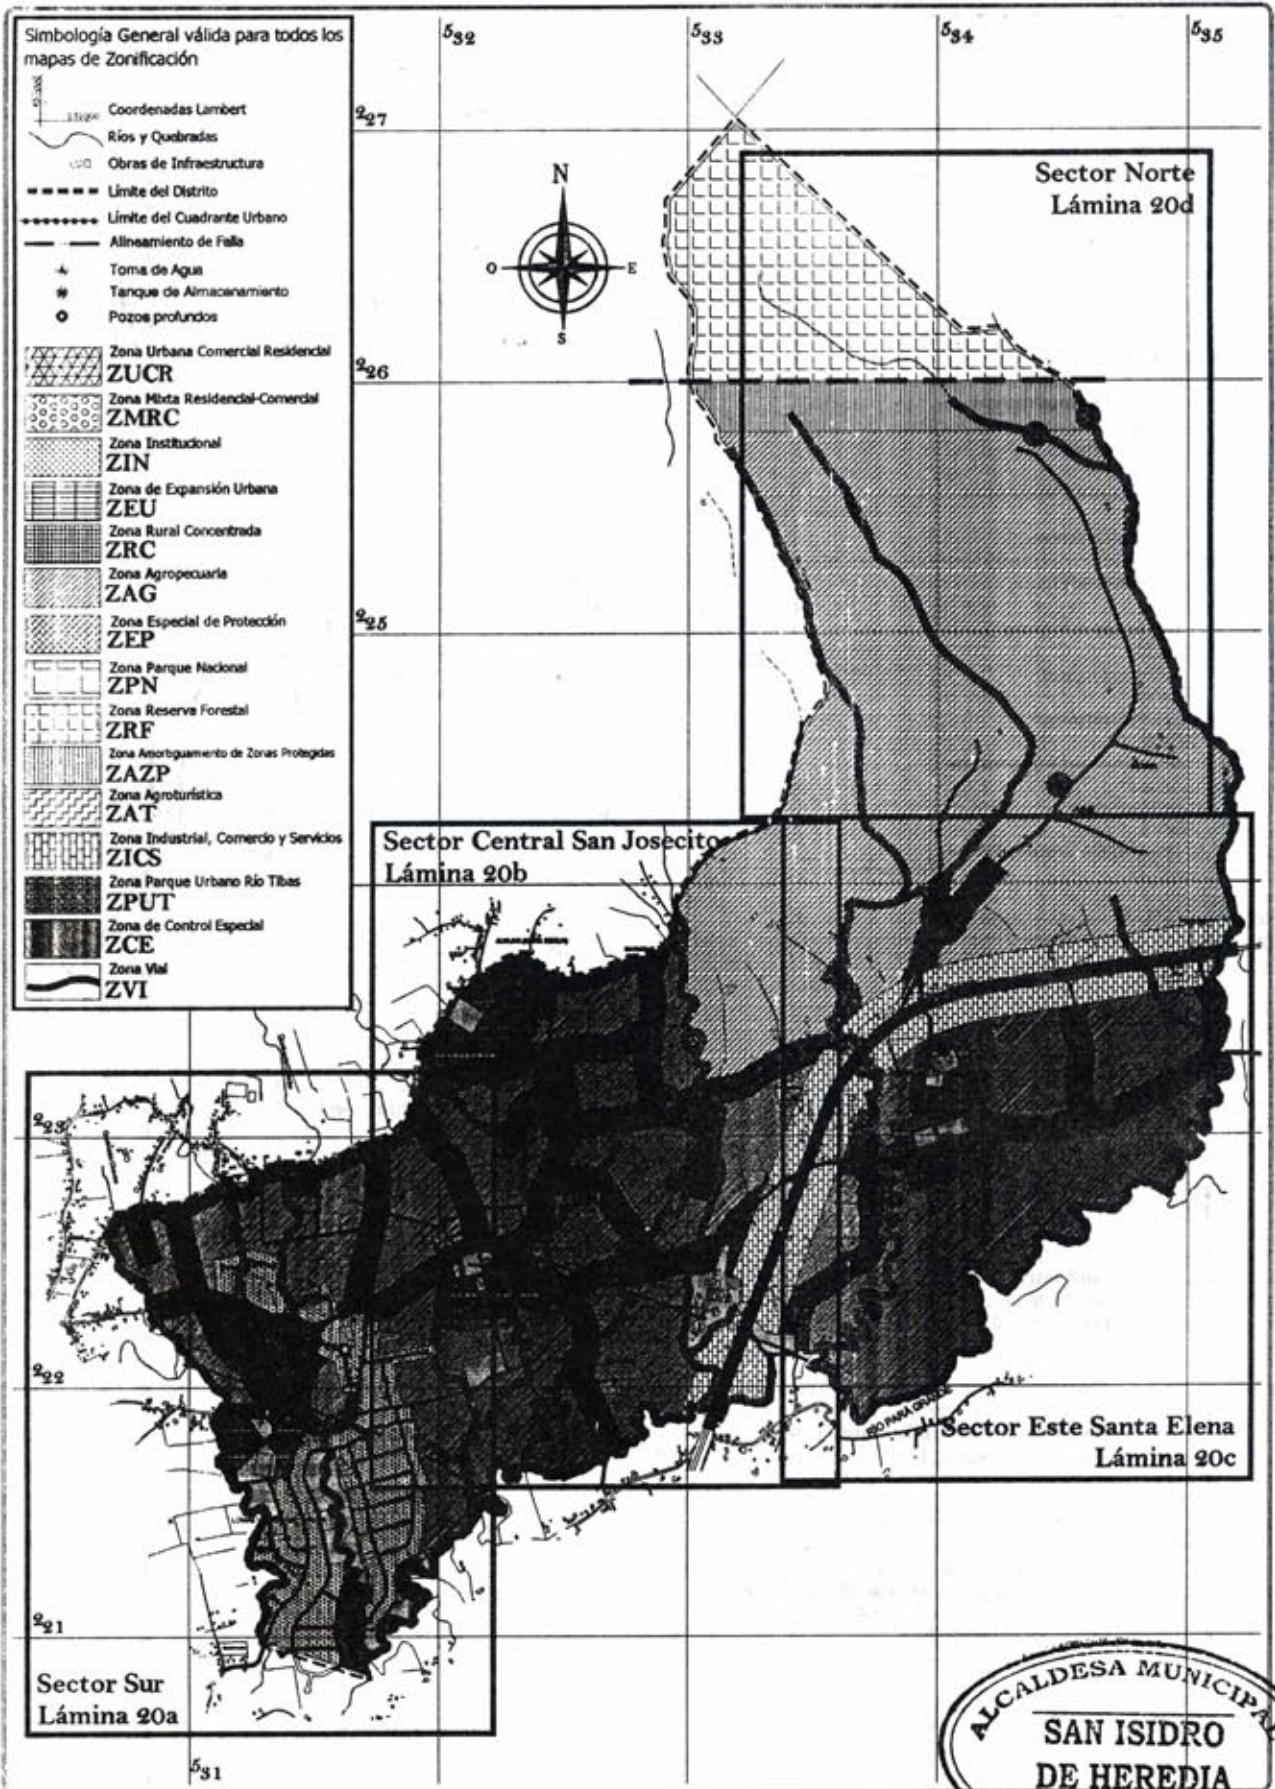 Simbología General válida para todos los
mapas de Zonificación
Coordenadas Lambert
Ríos y Quebradas
Obras de Infraestructura
Límite del Distrito
Límite del Cuadrante Urbano
Alineamiento de Falla
Toma de Agua
Tanque de Almacenamiento
Pozos profundos
Zona Urbana Comercial Residencial
ZUCR
Zona Mixta Residencial-Comercial
ZMRC
Zona Institucional
ZIN
Zona de Expansión Urbana
ZEU
Zona Rural Concentrada
ZRC
Zona Agropecuaria
ZAG
Zona Especial de Protección
ZEP
Zona Parque Nacional
ZPN
Zona Reserva Forestal
ZRF
Zona Amortiguamiento de Zonas Protegidas
ZAZP
Zona Agroturística
ZAT
Zona Industrial, Comercio y Servicios
ZICS
Zona Parque Urbano Río Tibas
ZPUT
Zona de Control Especial
ZCE
Zona Vial
ZVI
532
533
534
535
227
226
225
223
222
221
531
N
O
E
S
Sector Norte
Lámina 20d
Sector Central San Josecito
Lámina 20b
RIO PARÁ GRANDE
Sector Este Santa Elena
Lámina 20c
Sector Sur
Lámina 20a
ALCALDESA MUNICIPAL
SAN ISIDRO
DE HEREDIA